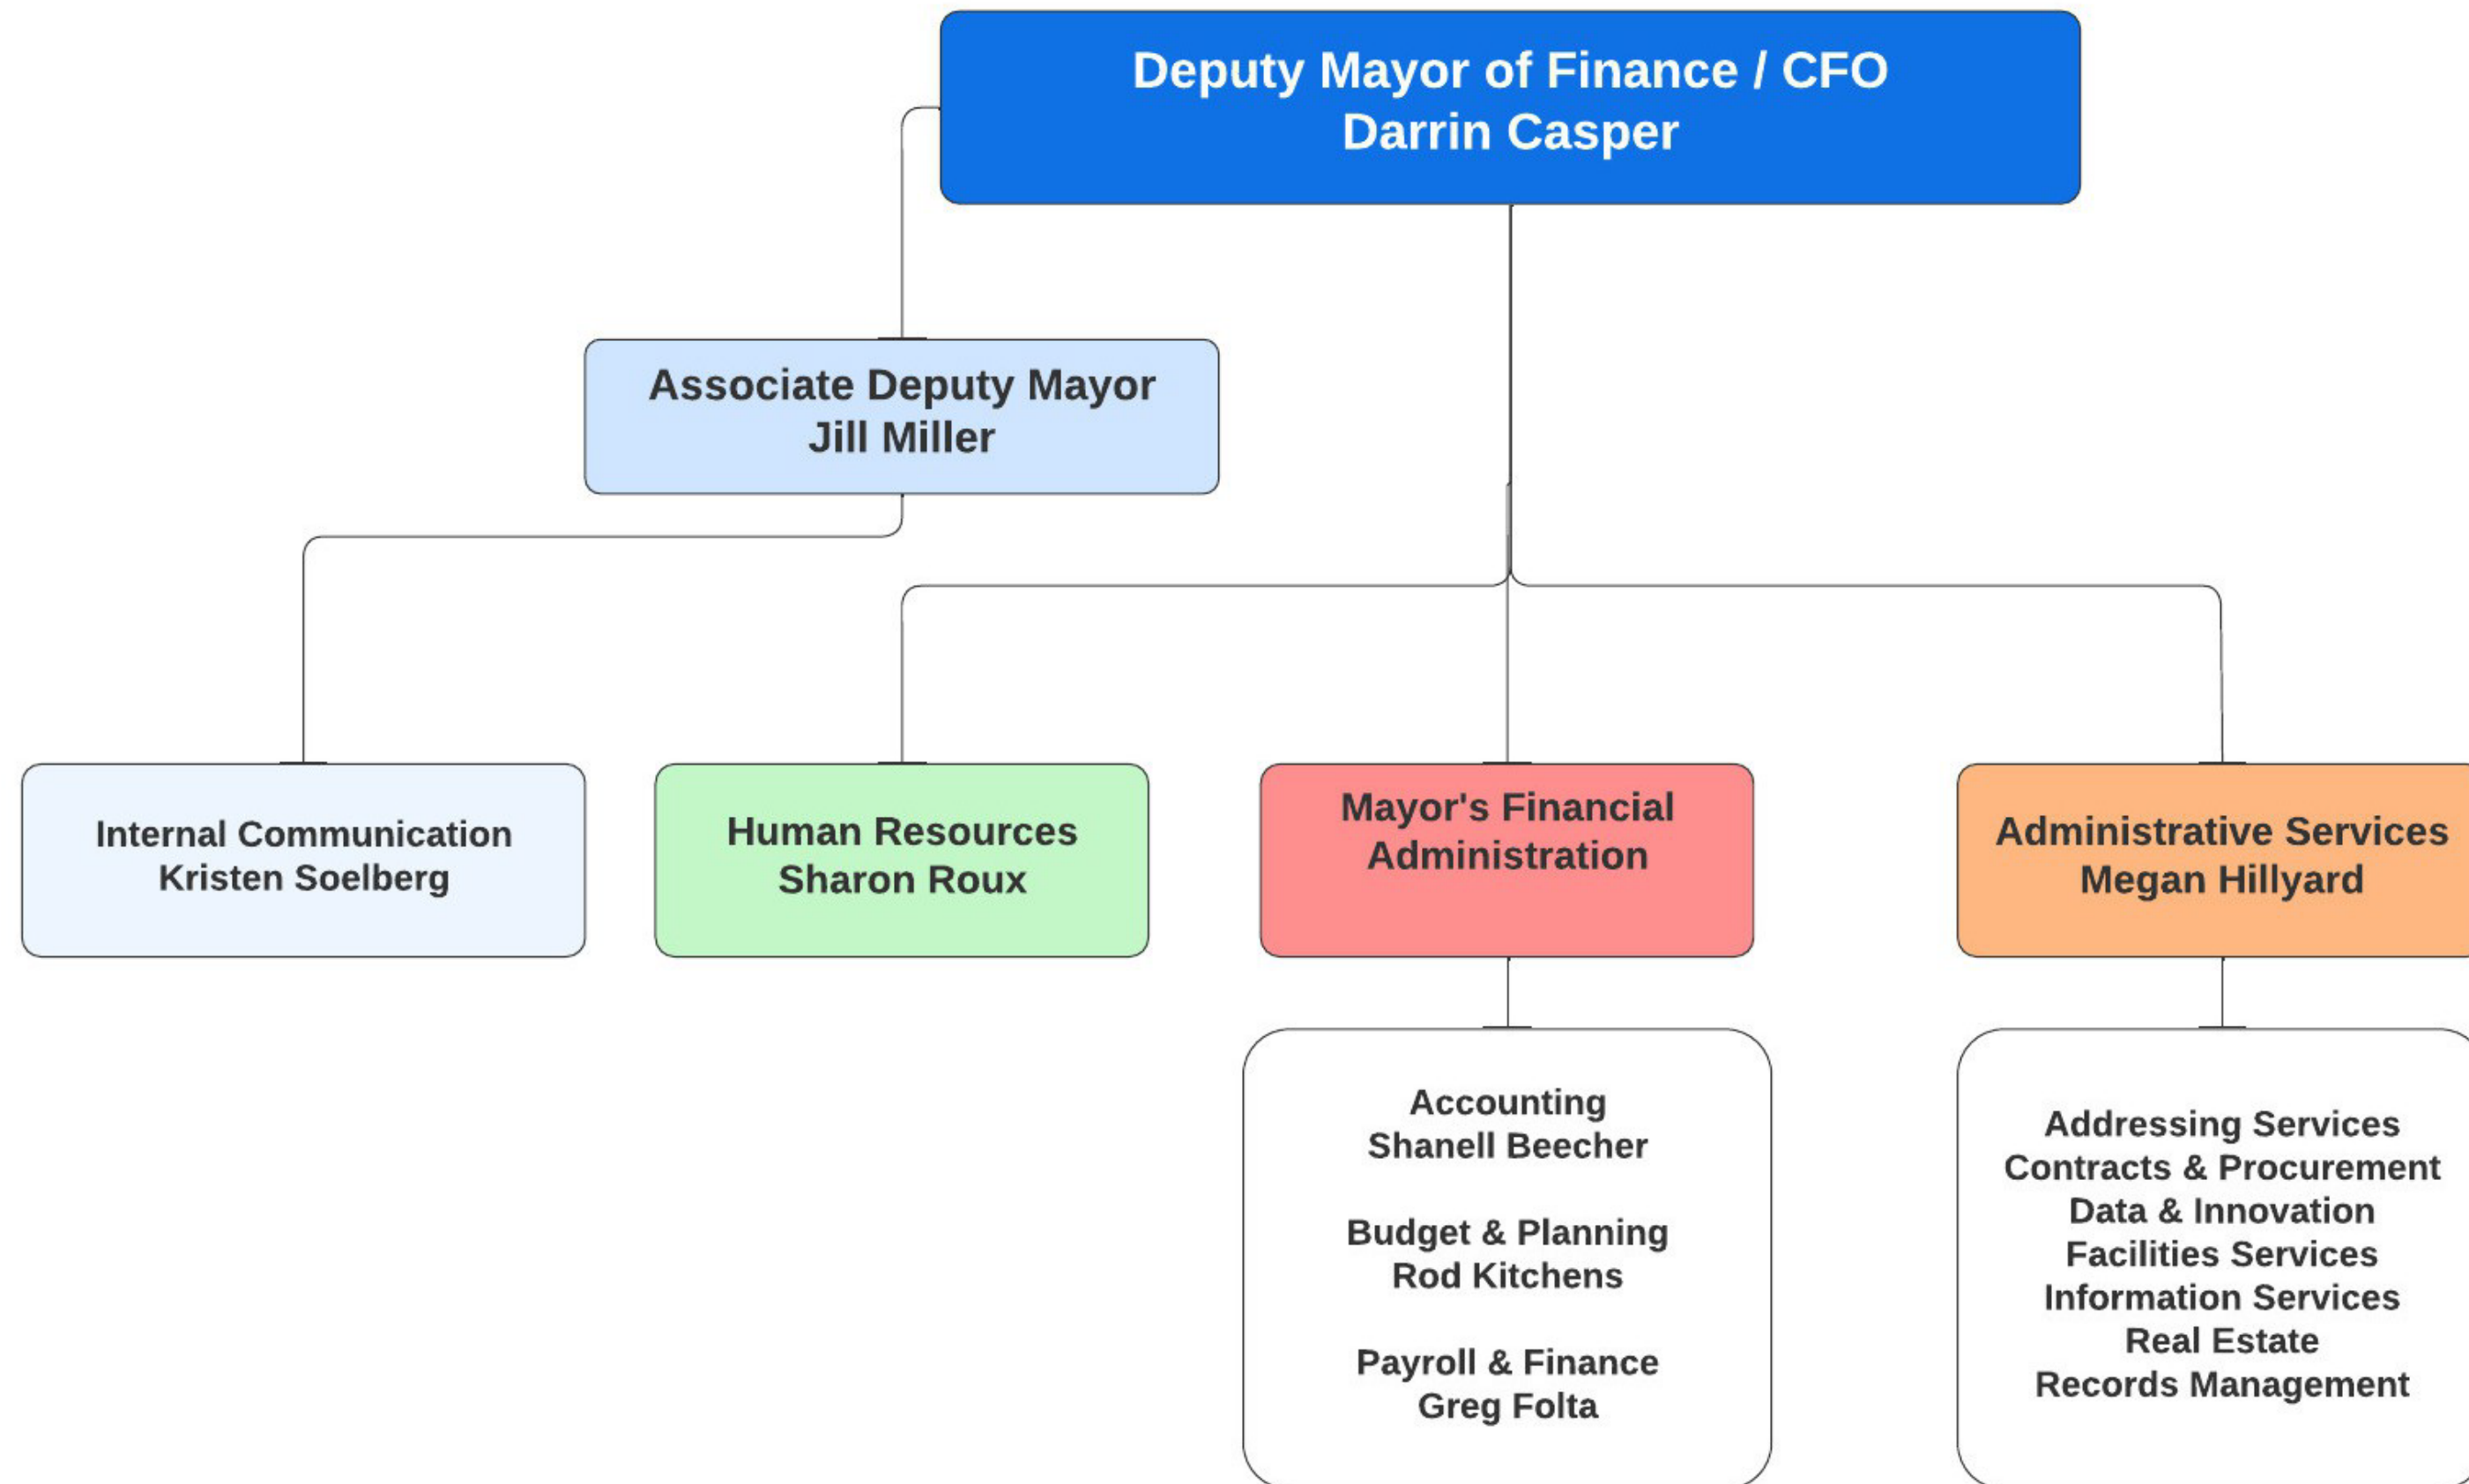 Deputy Mayor of Finance / CFO
Darrin Casper
Associate Deputy Mayor
Jill Miller
Internal Communication
Kristen Soelberg
Human Resources
Sharon Roux
Mayor's Financial
Administration
Administrative Services
Megan Hillyard
Accounting
Shanell Beecher
Budget & Planning
Rod Kitchens
Payroll & Finance
Greg Folta
Addressing Services
Contracts & Procurement
Data & Innovation
Facilities Services
Information Services
Real Estate
Records Management